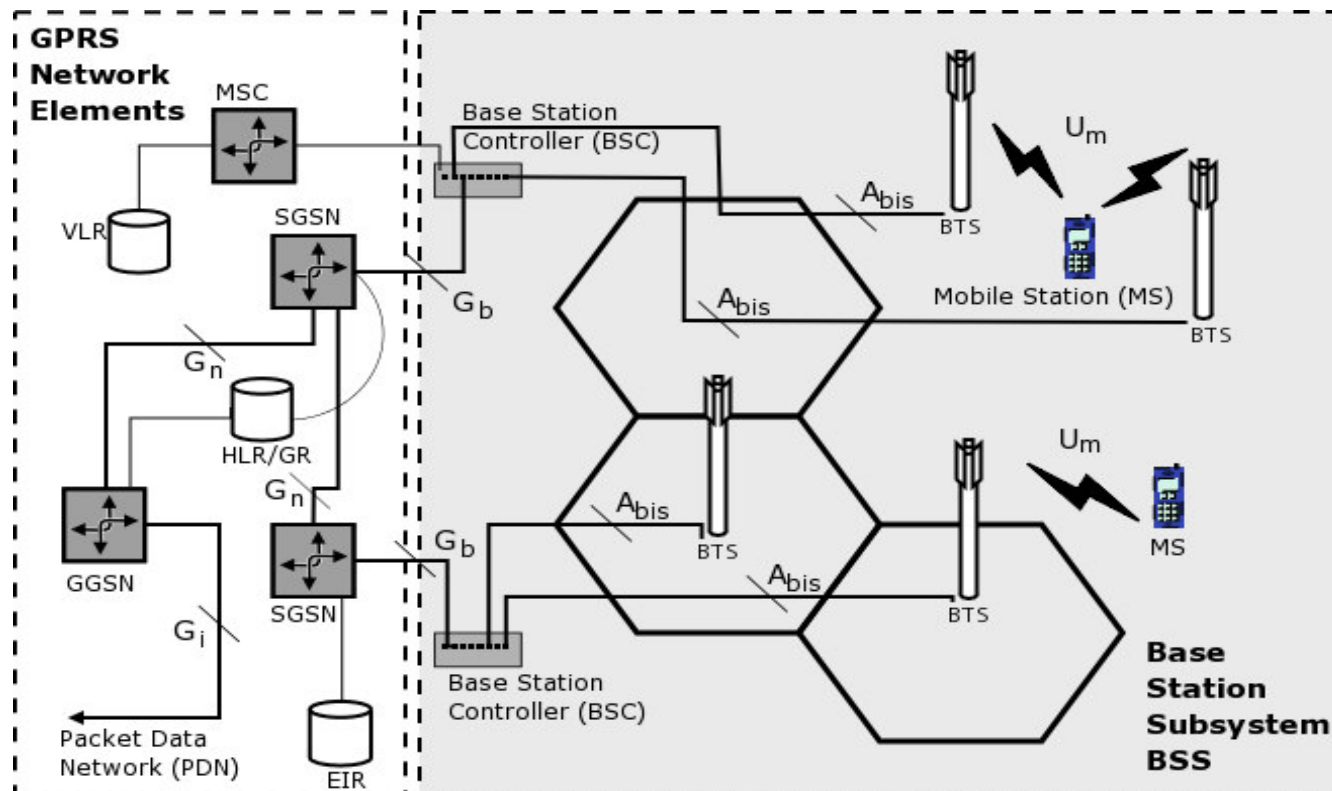 GPRS
Network
Elements
MSC
VLR
SGSN
Gb
Gn
HLR/GR
Gn
GGSN
SGSN
Gb
Gi
Packet Data
Network (PDN)
EIR
Base Station
Controller (BSC)
Abis
BTS
Um
Mobile Station (MS)
Abis
BTS
Abis
BTS
Um
MS
Abis
BTS
Base Station
Controller (BSC)
Base
Station
Subsystem
BSS